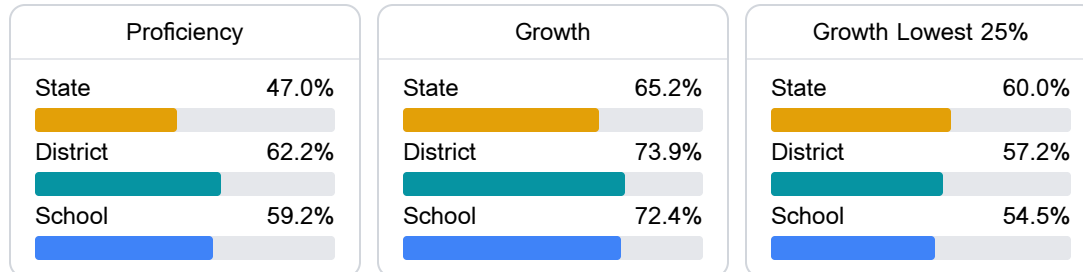 Proficiency
State 47.0%
District 62.2%
School 59.2%
Growth
State 65.2%
District 73.9%
School 72.4%
Growth Lowest 25%
State 60.0%
District 57.2%
School 54.5%